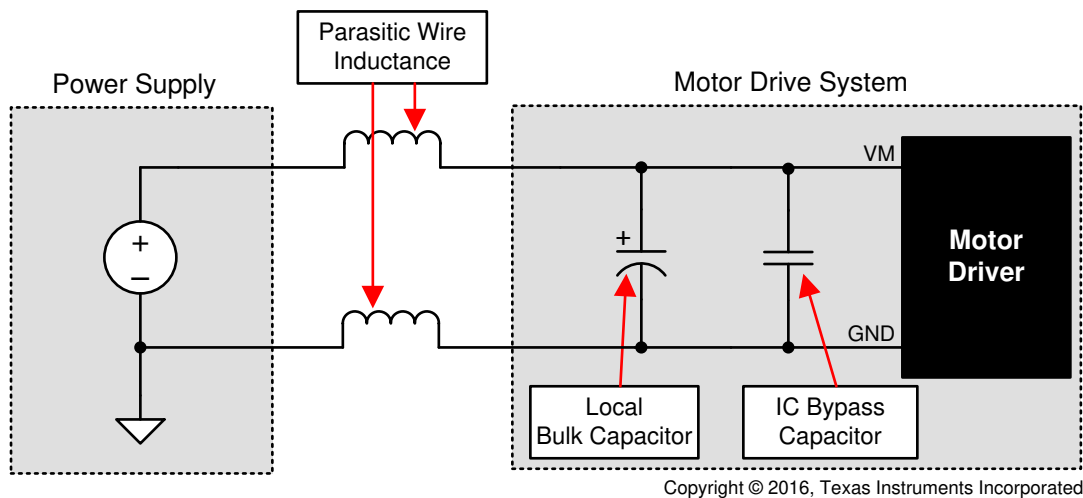 Parasitic Wire
Inductance
Power Supply
Motor Drive System
VM
+
–
+
Motor
Driver
GND
Local
Bulk Capacitor
IC Bypass
Capacitor
Copyright © 2016, Texas Instruments Incorporated